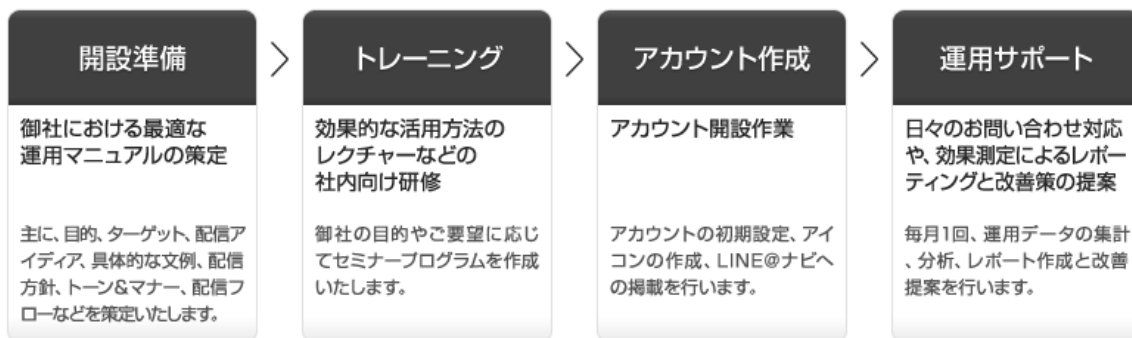 開設準備
御社における最適な
運用マニュアルの策定
主に、目的、ターゲット、配信ア
イディア、具体的な文例、配信
方針、トーン&マナー、配信フ
ローなどを策定いたします。
トレーニング
効果的な活用方法の
レクチャーなどの
社内向け研修
御社の目的やご要望に応じ
てセミナープログラムを作成
いたします。
アカウント作成
アカウント開設作業
アカウントの初期設定、アイ
コンの作成、LINE@ナビへ
の掲載を行います。
運用サポート
日々のお問い合わせ対応
や、効果測定によるレポー
ティングと改善策の提案
毎月1回、運用データの集計
、分析、レポート作成と改善
提案を行います。